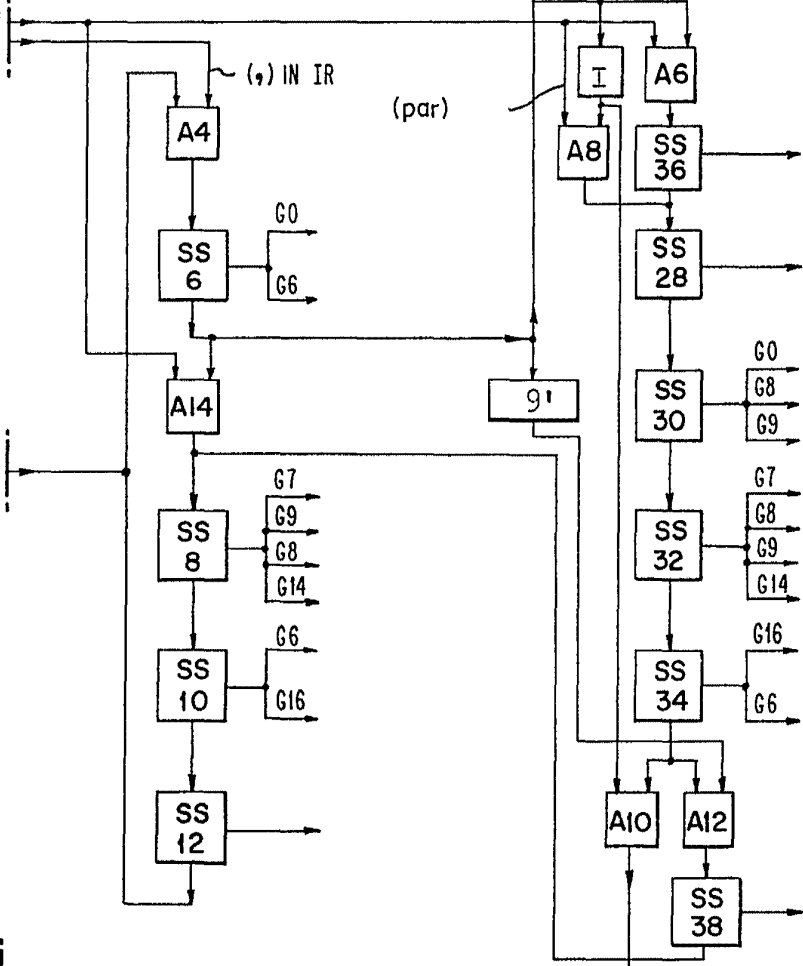 (,) IN IR
(par)
I
A6
A4
A8
SS
36
SS
6
G0
G6
SS
28
A14
9'
SS
30
G0
G8
G9
SS
8
G7
G9
G8
G14
SS
32
G7
G8
G9
G14
SS
10
G6
G16
SS
34
G16
G6
SS
12
A10
A12
SS
38